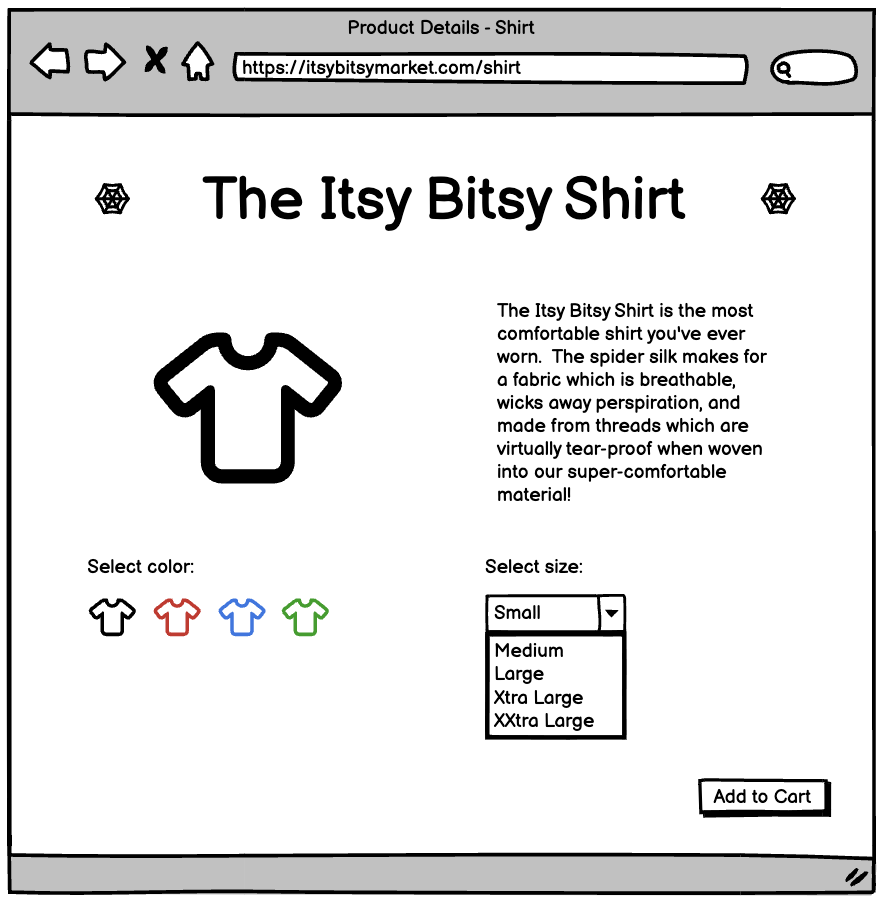 Product Details - Shirt
https://itsybitsymarket.com/shirt
The Itsy Bitsy Shirt
The Itsy Bitsy Shirt is the most
comfortable shirt you've ever
worn.  The spider silk makes for
a fabric which is breathable,
wicks away perspiration, and
made from threads which are
virtually tear-proof when woven
into our super-comfortable
material!
Select color:
Select size:
Small
Medium
Large
Xtra Large
XXtra Large
Add to Cart